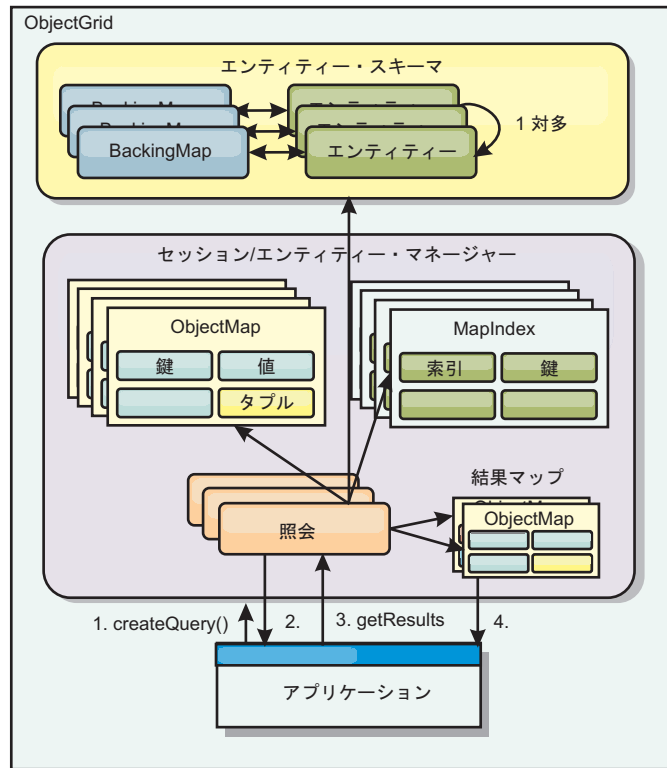 ObjectGrid
エンティティー・スキーマ
BackingMap
エンティティー
1 対多
セッション/エンティティー・マネージャー
ObjectMap
鍵
値
タプル
MapIndex
索引
鍵
結果マップ
ObjectMap
照会
1. createQuery()
2.
3. getResults
4.
アプリケーション